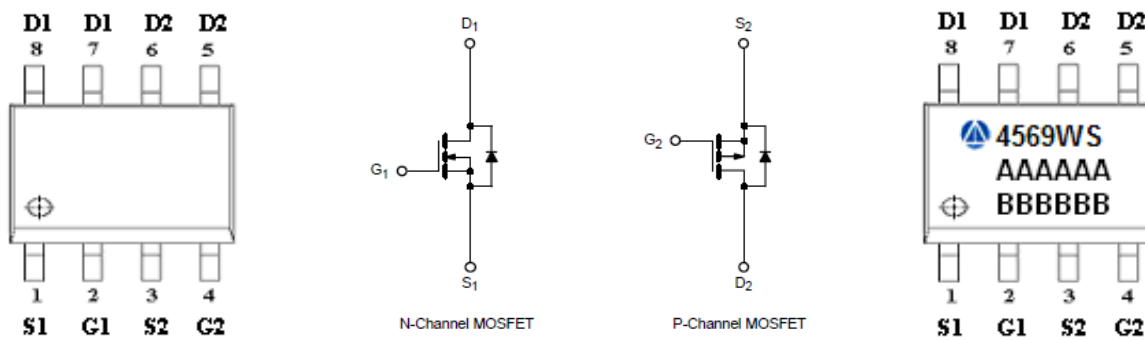 D1 D1 D2 D2
8 7 6 5
1 2 3 4
S1 G1 S2 G2
D1
G1
S1
N-Channel MOSFET
S2
G2
D2
P-Channel MOSFET
D1 D1 D2 D2
8 7 6 5
4569WS
AAAAAA
BBBBBB
1 2 3 4
S1 G1 S2 G2